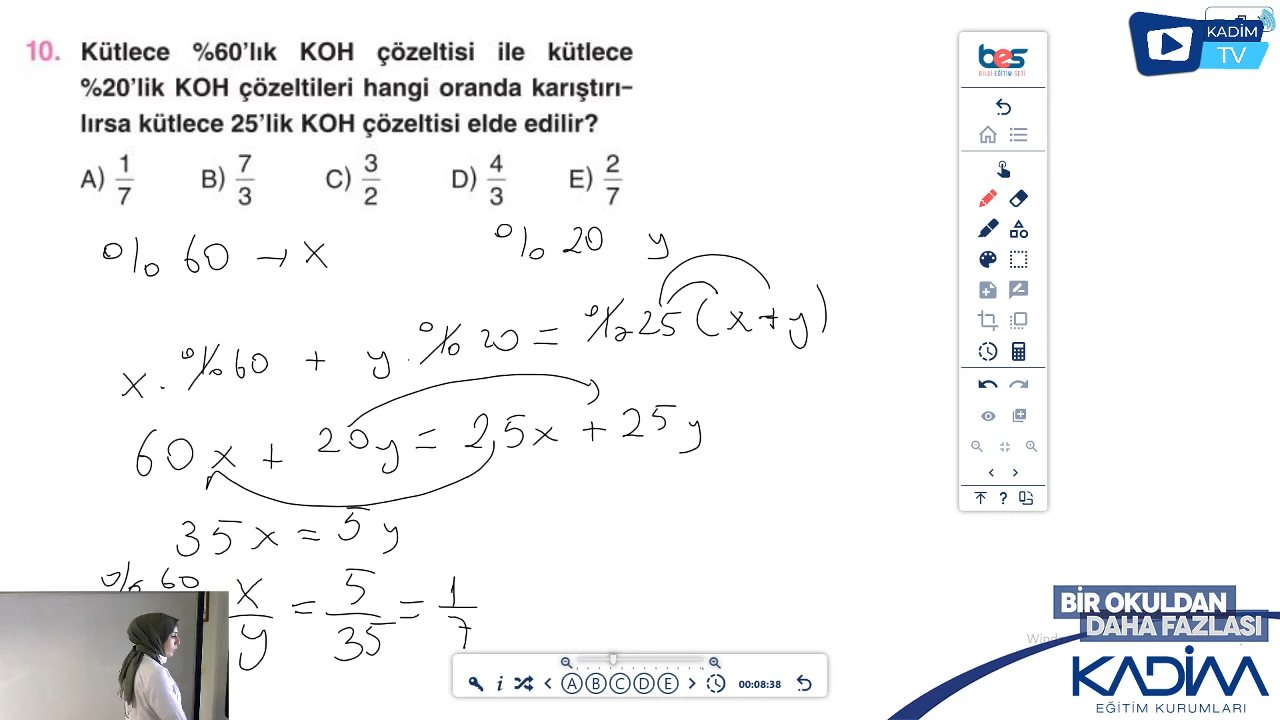 10. Kütlece %60'lık KOH çözeltisi ile kütlece
%20'lik KOH çözeltileri hangi oranda karıştırı-
lırsa kütlece 25'lik KOH çözeltisi elde edilir?
A) 1/7 B) 7/3 C) 3/2 D) 4/3 E) 2/7
% 60 → x % 20 y
x . % 60 + y . % 20 = % 25 (x + y)
60x + 20y = 25x + 25y
35x = 5y
% 60 x/y = 5/35 = 1/7
bes
BİLGİ EĞİTİM SETİ
?
KADİM
TV
i A B C D E 00:08:38
BİR OKULDAN
DAHA FAZLASI
Wind
KADİM
EĞİTİM KURUMLARI